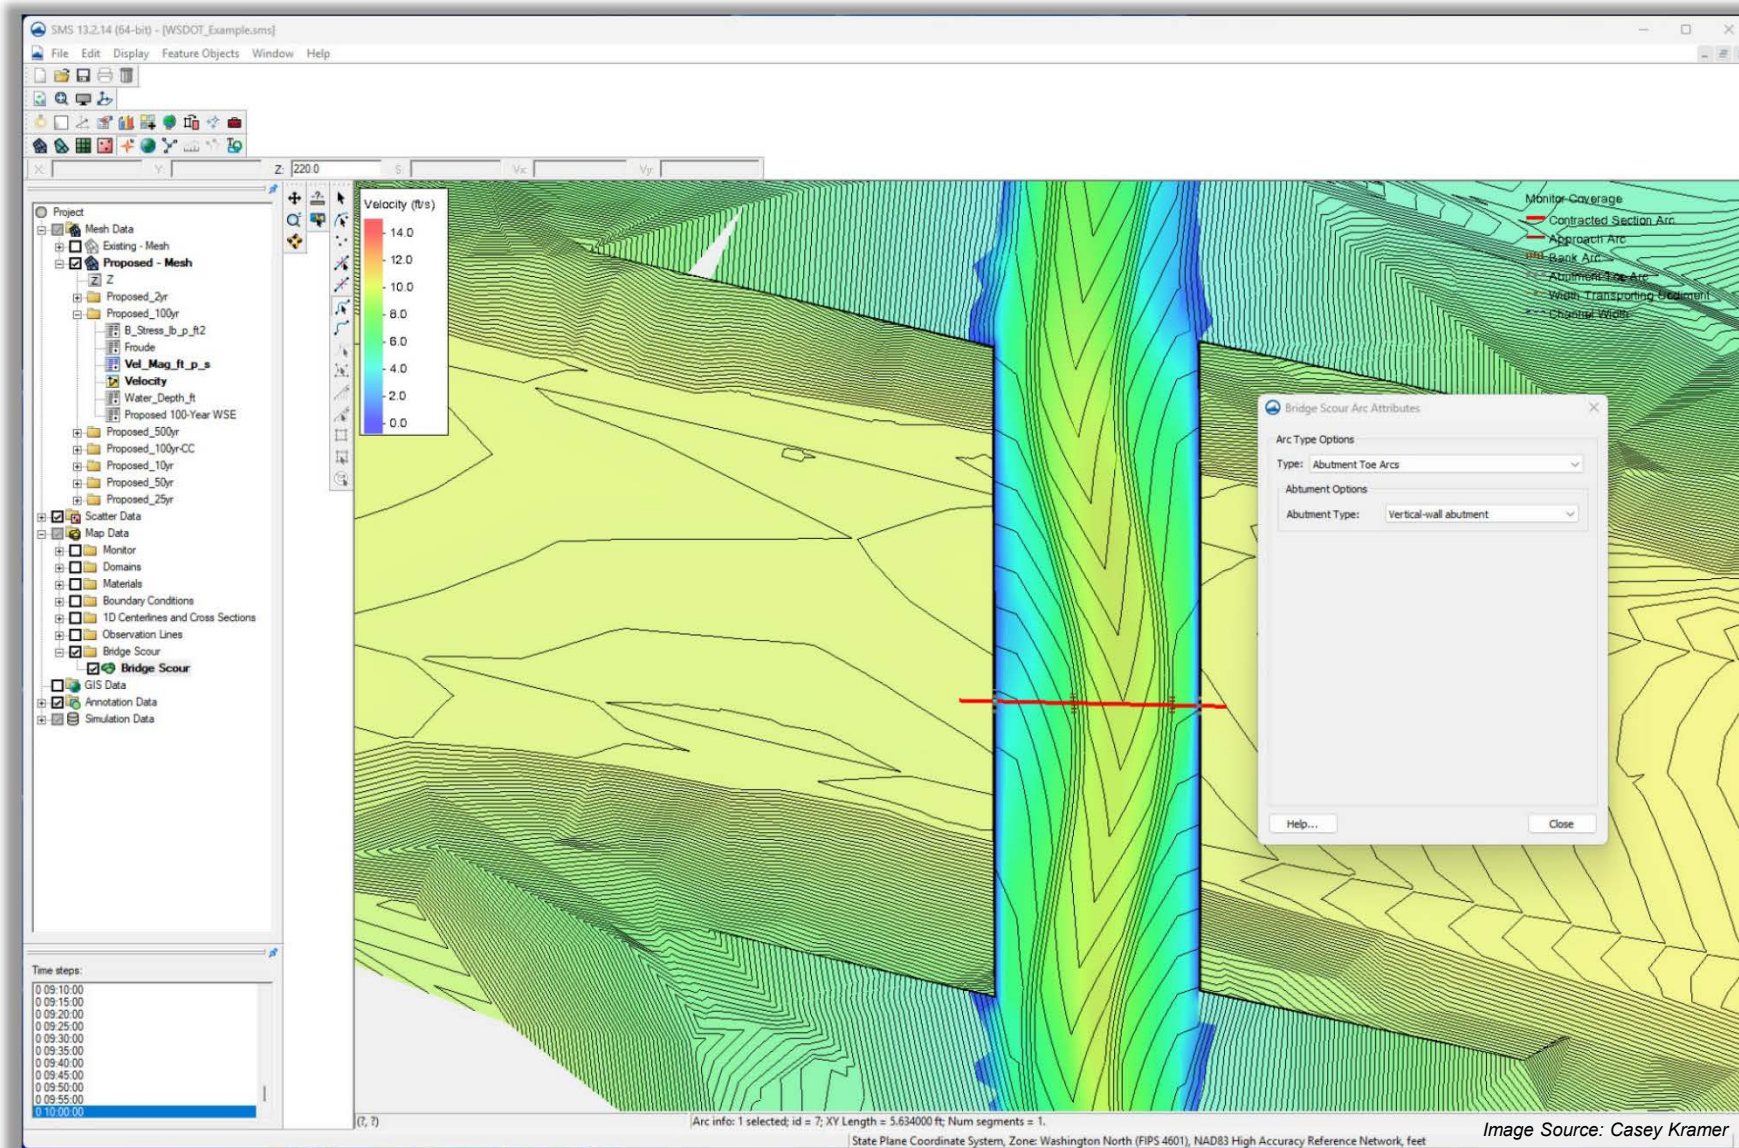 SMS 13.2.14 (64-bit) - [WSDOT_Example.sms]
File Edit Display Feature Objects Window Help
X: Y: Z: 220.0 S: Vx: Vy:
Project
Mesh Data
Existing - Mesh
Proposed - Mesh
Z Z
Proposed_2yr
Proposed_100yr
B_Stress_lb_p_ft2
Froude
Vel_Mag_ft_p_s
Velocity
Water_Depth_ft
Proposed 100-Year WSE
Proposed_500yr
Proposed_100yr-CC
Proposed_10yr
Proposed_50yr
Proposed_25yr
Scatter Data
Map Data
Monitor
Domains
Materials
Boundary Conditions
1D Centerlines and Cross Sections
Observation Lines
Bridge Scour
Bridge Scour
GIS Data
Annotation Data
Simulation Data
Time steps:
0 09:10:00
0 09:15:00
0 09:20:00
0 09:25:00
0 09:30:00
0 09:35:00
0 09:40:00
0 09:45:00
0 09:50:00
0 09:55:00
0 10:00:00
Velocity (ft/s)
14.0
12.0
10.0
8.0
6.0
4.0
2.0
0.0
Monitor Coverage
Contracted Section Arc
Approach Arc
Bank Arc
Abutment Toe Arc
Width Transporting Sediment
Channel Width
Bridge Scour Arc Attributes
Arc Type Options
Type: Abutment Toe Arcs
Abtument Options
Abutment Type: Vertical-wall abutment
Help... Close
(?, ?) Arc info: 1 selected; id = 7; XY Length = 5.634000 ft; Num segments = 1.
Image Source: Casey Kramer
State Plane Coordinate System, Zone: Washington North (FIPS 4601), NAD83 High Accuracy Reference Network, feet